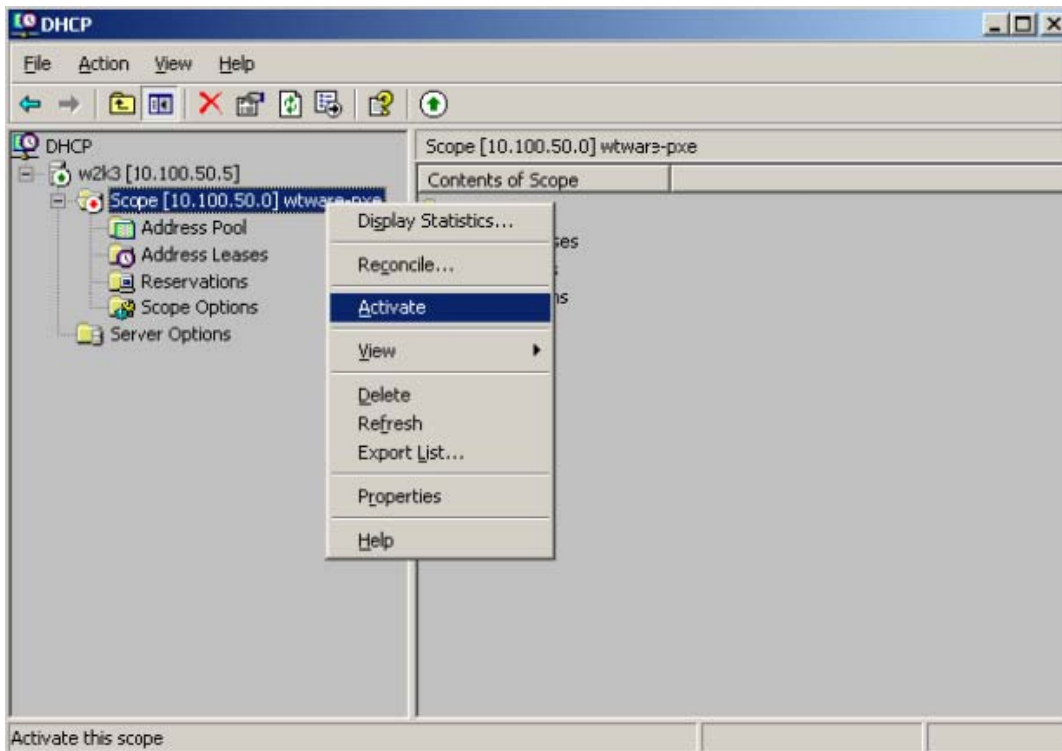 DHCP
File Action View Help
DHCP
w2k3 [10.100.50.5]
Scope [10.100.50.0] wtware-pxe
Address Pool
Address Leases
Reservations
Scope Options
Server Options
Scope [10.100.50.0] wtware-pxe
Contents of Scope
Display Statistics...
Reconcile...
Activate
View
Delete
Refresh
Export List...
Properties
Help
Activate this scope